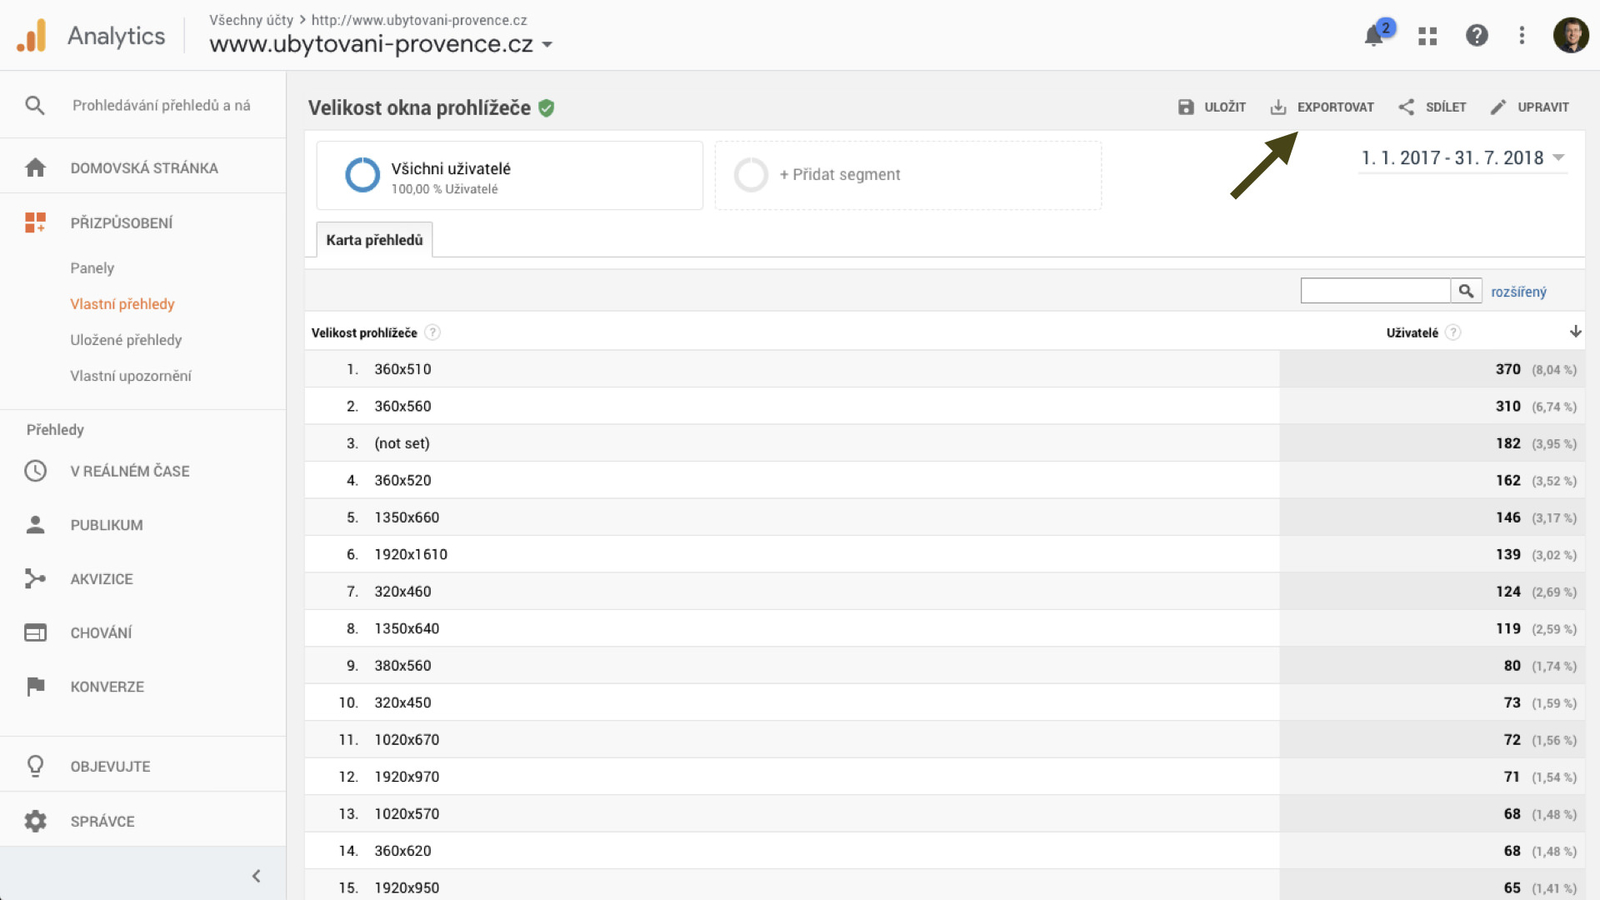 Analytics
Všechny účty > http://www.ubytovani-provence.cz
www.ubytovani-provence.cz
2
Prohledávání přehledů a ná
DOMOVSKÁ STRÁNKA
PŘIZPŮSOBENÍ
Panely
Vlastní přehledy
Uložené přehledy
Vlastní upozornění
Přehledy
V REÁLNÉM ČASE
PUBLIKUM
AKVIZICE
CHOVÁNÍ
KONVERZE
OBJEVUJTE
SPRÁVCE
Velikost okna prohlížeče
ULOŽIT
EXPORTOVAT
SDÍLET
UPRAVIT
Všichni uživatelé
100,00 % Uživatelé
+ Přidat segment
1. 1. 2017 - 31. 7. 2018
Karta přehledů
rozšířený
Velikost prohlížeče ? Uživatelé ?
1. 360x510 370 (8,04 %)
2. 360x560 310 (6,74 %)
3. (not set) 182 (3,95 %)
4. 360x520 162 (3,52 %)
5. 1350x660 146 (3,17 %)
6. 1920x1610 139 (3,02 %)
7. 320x460 124 (2,69 %)
8. 1350x640 119 (2,59 %)
9. 380x560 80 (1,74 %)
10. 320x450 73 (1,59 %)
11. 1020x670 72 (1,56 %)
12. 1920x970 71 (1,54 %)
13. 1020x570 68 (1,48 %)
14. 360x620 68 (1,48 %)
15. 1920x950 65 (1,41 %)